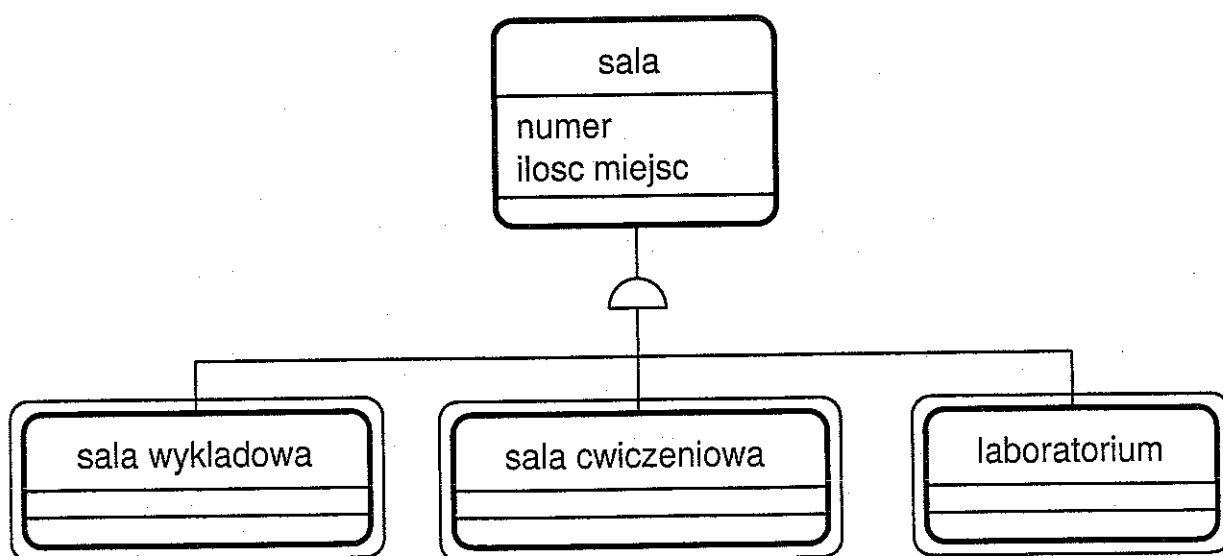 sala
numer
ilosc miejsc
sala wykladowa
sala cwiczeniowa
laboratorium